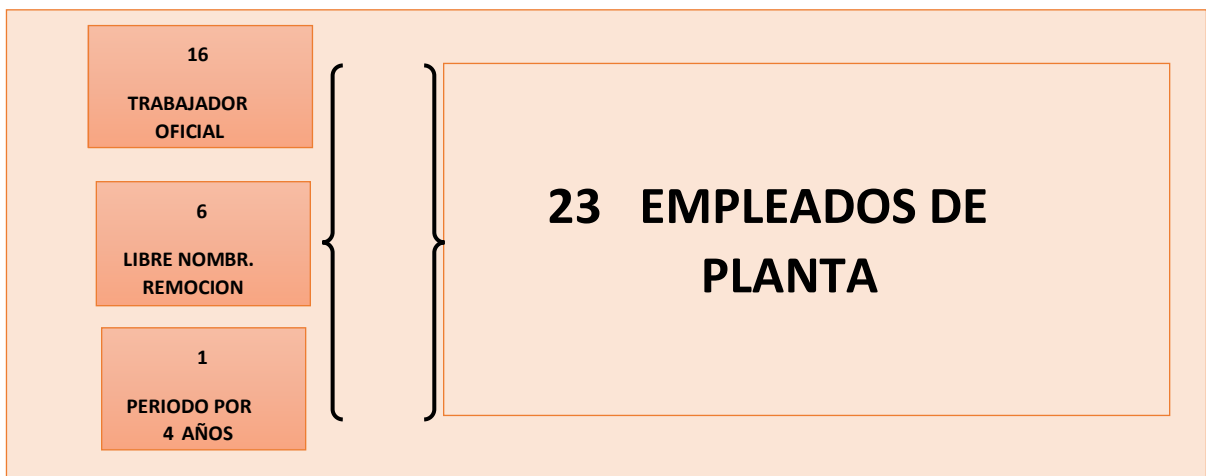 16
TRABAJADOR
OFICIAL
6
LIBRE NOMBR.
REMOCION
1
PERIODO POR
4 AÑOS
23 EMPLEADOS DE
PLANTA